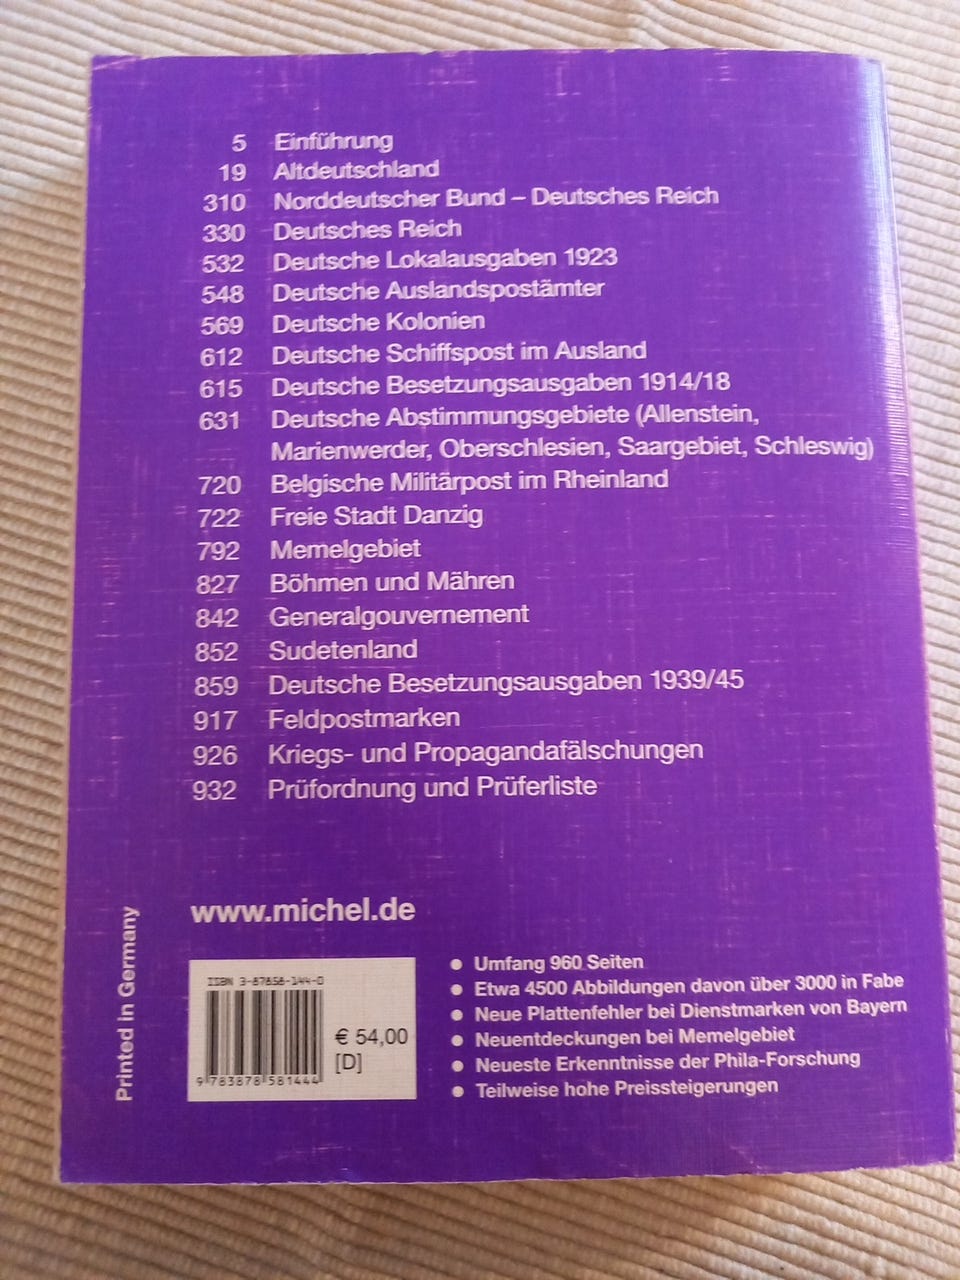 5 Einführung
19 Altdeutschland
310 Norddeutscher Bund – Deutsches Reich
330 Deutsches Reich
532 Deutsche Lokalausgaben 1923
548 Deutsche Auslandspostämter
569 Deutsche Kolonien
612 Deutsche Schiffspost im Ausland
615 Deutsche Besetzungsausgaben 1914/18
631 Deutsche Abstimmungsgebiete (Allenstein,
Marienwerder, Oberschlesien, Saargebiet, Schleswig)
720 Belgische Militärpost im Rheinland
722 Freie Stadt Danzig
792 Memelgebiet
827 Böhmen und Mähren
842 Generalgouvernement
852 Sudetenland
859 Deutsche Besetzungsausgaben 1939/45
917 Feldpostmarken
926 Kriegs- und Propagandafälschungen
932 Prüfordnung und Prüferliste
Printed in Germany
www.michel.de
ISBN 3-87858-144-0
€ 54,00
[D]
9 783878 581444
● Umfang 960 Seiten
● Etwa 4500 Abbildungen davon über 3000 in Fabe
● Neue Plattenfehler bei Dienstmarken von Bayern
● Neuentdeckungen bei Memelgebiet
● Neueste Erkenntnisse der Phila-Forschung
● Teilweise hohe Preissteigerungen